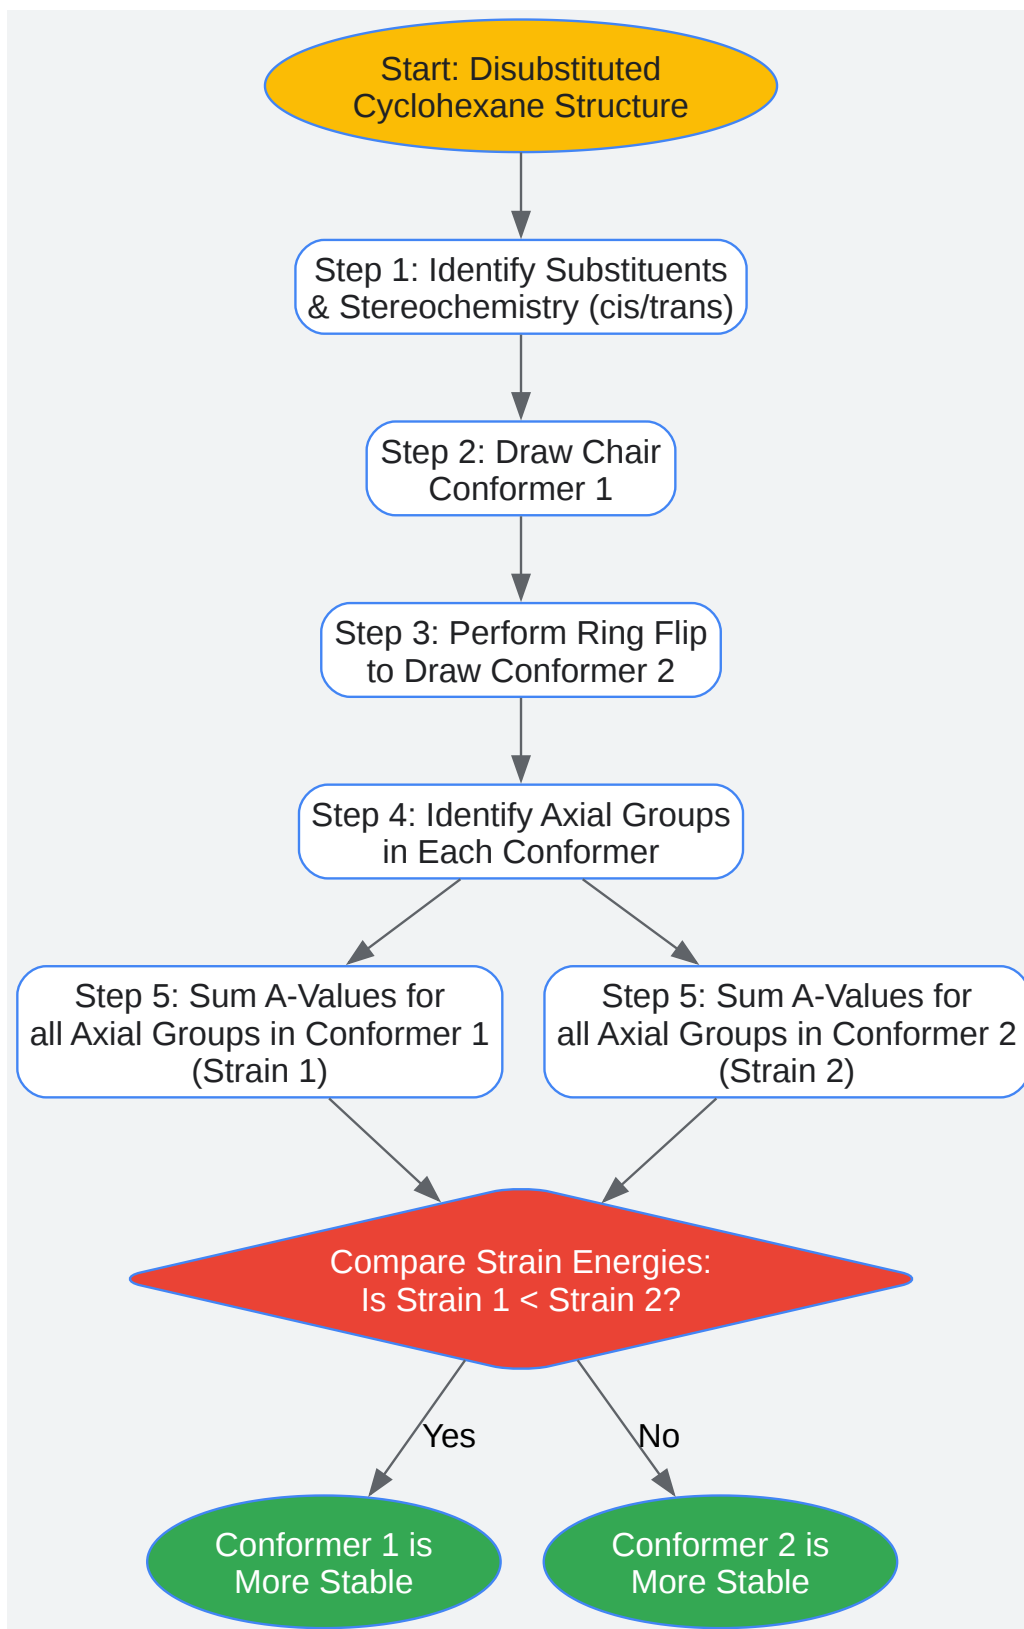 Start: Disubstituted
Cyclohexane Structure
Step 1: Identify Substituents
& Stereochemistry (cis/trans)
Step 2: Draw Chair
Conformer 1
Step 3: Perform Ring Flip
to Draw Conformer 2
Step 4: Identify Axial Groups
in Each Conformer
Step 5: Sum A-Values for
all Axial Groups in Conformer 1
(Strain 1)
Step 5: Sum A-Values for
all Axial Groups in Conformer 2
(Strain 2)
Compare Strain Energies:
Is Strain 1 < Strain 2?
Yes
No
Conformer 1 is
More Stable
Conformer 2 is
More Stable